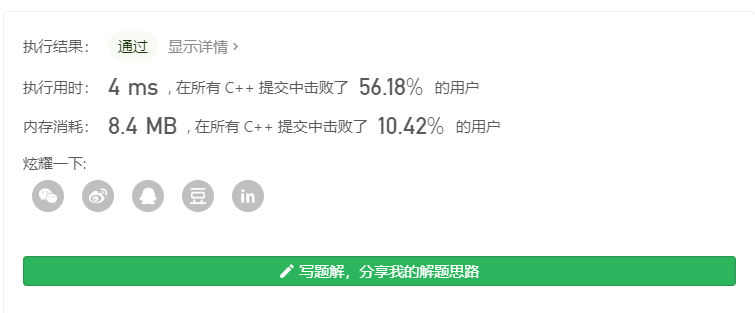 执行结果： 通过 显示详情 ›
执行用时： 4 ms , 在所有 C++ 提交中击败了 56.18% 的用户
内存消耗： 8.4 MB , 在所有 C++ 提交中击败了 10.42% 的用户
炫耀一下:
豆 in
写题解，分享我的解题思路